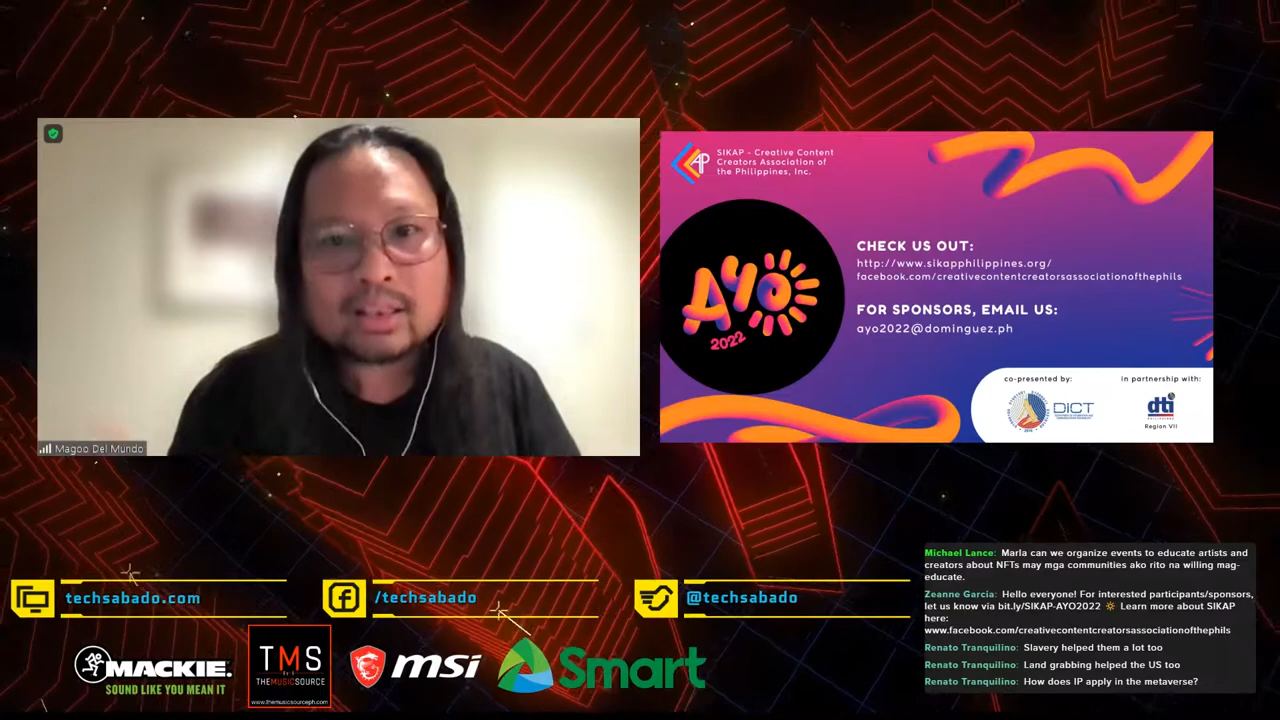 Magoo Del Mundo
AP
SIKAP - Creative Content
Creators Association of
the Philippines, Inc.
AYO
2022
CHECK US OUT:
http://www.sikapphilippines.org/
facebook.com/creativecontentcreatorsassociationofthephils
FOR SPONSORS, EMAIL US:
ayo2022@dominguez.ph
co-presented by:
in partnership with:
DICT
dti
PHILIPPINES
Region VII
techsabado.com
/techsabado
@techsabado
MACKIE.
SOUND LIKE YOU MEAN IT
TMS
THEMUSICSOURCE
www.themusicsourceph.com
msi
Smart
Michael Lance: Marla can we organize events to educate artists and
creators about NFTs may mga communities ako rito na willing mag-
educate.
Zeanne Garcia: Hello everyone! For interested participants/sponsors,
let us know via bit.ly/SIKAP-AYO2022 🔆 Learn more about SIKAP
here:
www.facebook.com/creativecontentcreatorsassociationofthephils
Renato Tranquilino: Slavery helped them a lot too
Renato Tranquilino: Land grabbing helped the US too
Renato Tranquilino: How does IP apply in the metaverse?